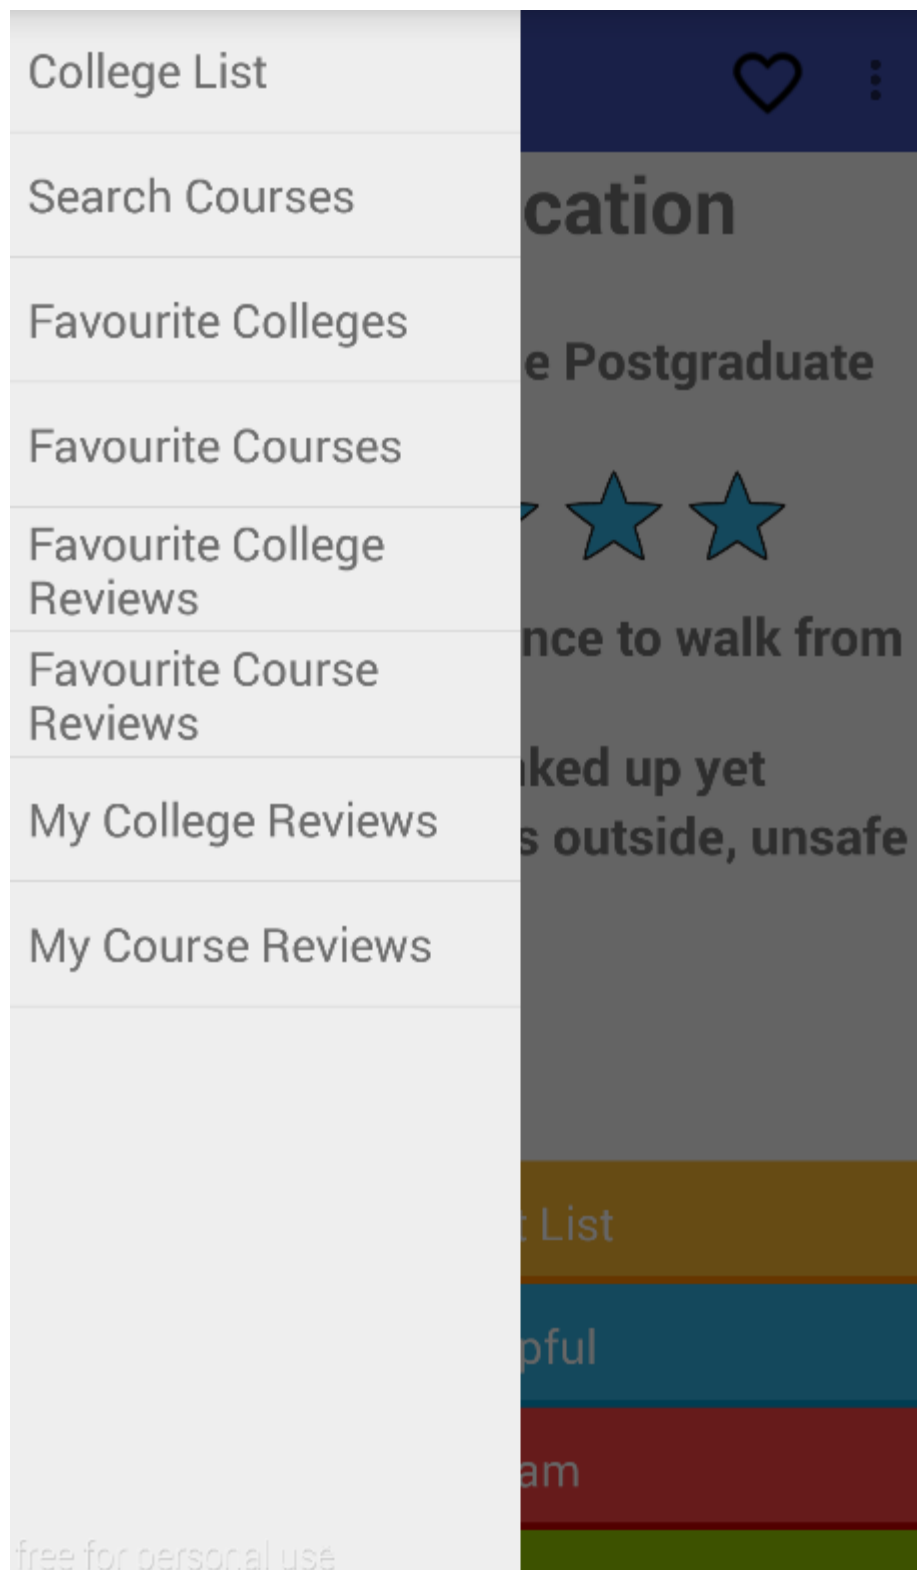 College List
Search Courses
cation
Favourite Colleges
e Postgraduate
Favourite Courses
Favourite College
Reviews
nce to walk from
Favourite Course
Reviews
ked up yet
My College Reviews
s outside, unsafe
My Course Reviews
t List
pful
am
free for personal use